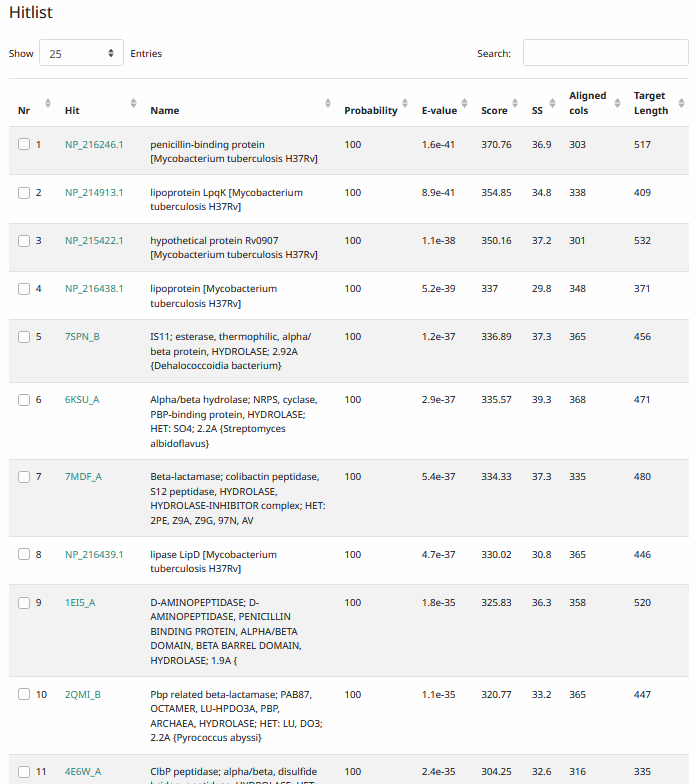 Hitlist
Show 25 Entries Search:
Nr Hit Name Probability E-value Score SS Aligned cols Target Length
1 NP_216246.1 penicillin-binding protein 100 1.6e-41 370.76 36.9 303 517
[Mycobacterium tuberculosis H37Rv]
2 NP_214913.1 lipoprotein LpqK [Mycobacterium 100 8.9e-41 354.85 34.8 338 409
tuberculosis H37Rv]
3 NP_215422.1 hypothetical protein Rv0907 100 1.1e-38 350.16 37.2 301 532
[Mycobacterium tuberculosis H37Rv]
4 NP_216438.1 lipoprotein [Mycobacterium 100 5.2e-39 337 29.8 348 371
tuberculosis H37Rv]
5 7SPN_B IS11; esterase, thermophilic, alpha/ 100 1.2e-37 336.89 37.3 365 456
beta protein, HYDROLASE; 2.92A
{Dehalococcoidia bacterium}
6 6KSU_A Alpha/beta hydrolase; NRPS, cyclase, 100 2.9e-37 335.57 39.3 368 471
PBP-binding protein, HYDROLASE;
HET: SO4; 2.2A {Streptomyces
albidoflavus}
7 7MDF_A Beta-lactamase; colibactin peptidase, 100 5.4e-37 334.33 37.3 335 480
S12 peptidase, HYDROLASE,
HYDROLASE-INHIBITOR complex; HET:
2PE, Z9A, Z9G, 97N, AV
8 NP_216439.1 lipase LipD [Mycobacterium 100 4.7e-37 330.02 30.8 365 446
tuberculosis H37Rv]
9 1EI5_A D-AMINOPEPTIDASE; D- 100 1.8e-35 325.83 36.3 358 520
AMINOPEPTIDASE, PENICILLIN
BINDING PROTEIN, ALPHA/BETA
DOMAIN, BETA BARREL DOMAIN,
HYDROLASE; 1.9A {
10 2QMI_B Pbp related beta-lactamase; PAB87, 100 1.1e-35 320.77 33.2 365 447
OCTAMER, LU-HPDO3A, PBP,
ARCHAEA, HYDROLASE; HET: LU, DO3;
2.2A {Pyrococcus abyssi}
11 4E6W_A ClbP peptidase; alpha/beta, disulfide 100 2.4e-35 304.25 32.6 316 335